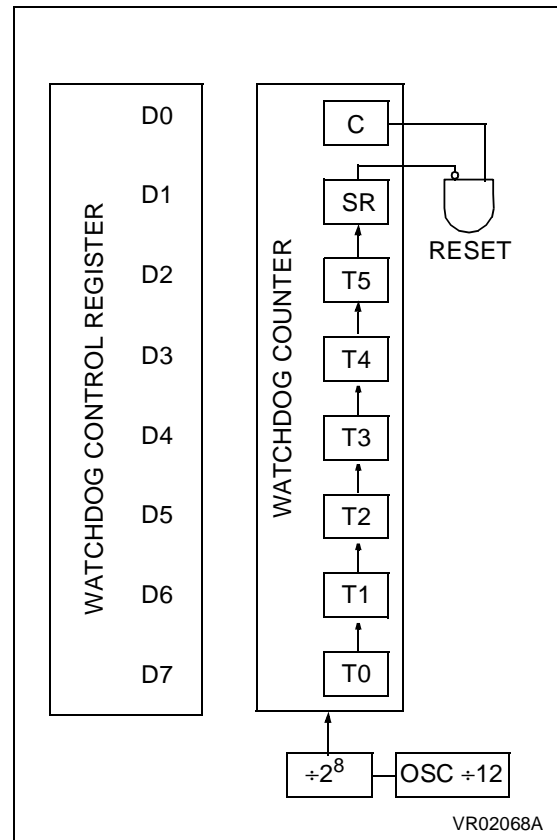 WATCHDOG CONTROL REGISTER
D0
D1
D2
D3
D4
D5
D6
D7
WATCHDOG COUNTER
C
SR
T5
T4
T3
T2
T1
T0
RESET
÷2⁸
OSC ÷12
VR02068A